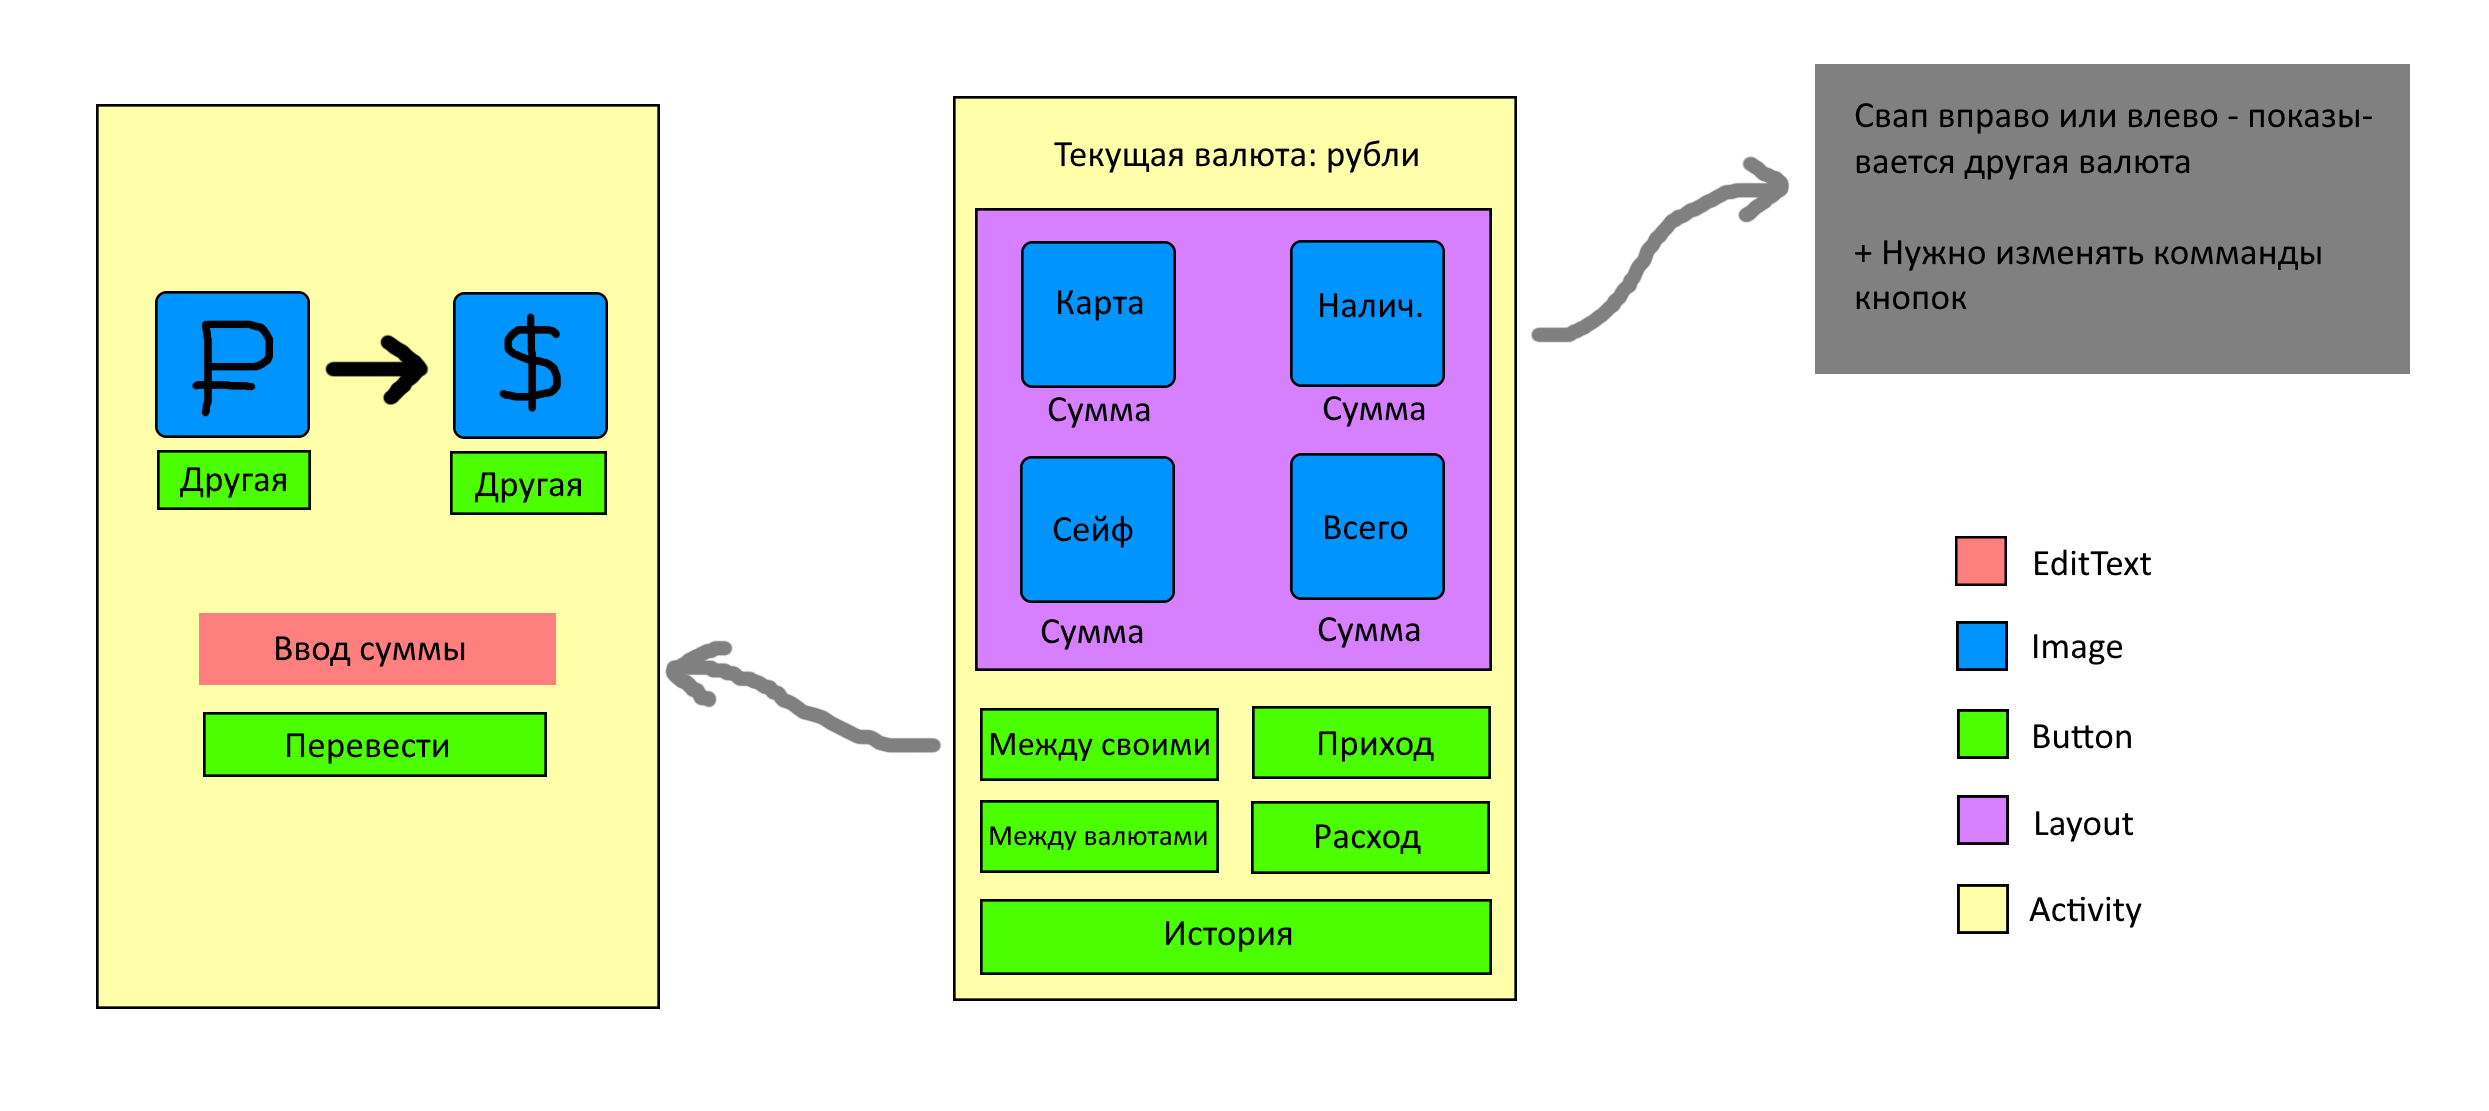 ₽
$
Другая
Другая
Ввод суммы
Перевести
Текущая валюта: рубли
Карта
Налич.
Сумма
Сумма
Сейф
Всего
Сумма
Сумма
Между своими
Приход
Между валютами
Расход
История
Свап вправо или влево - показы-
вается другая валюта
+ Нужно изменять комманды
кнопок
EditText
Image
Button
Layout
Activity